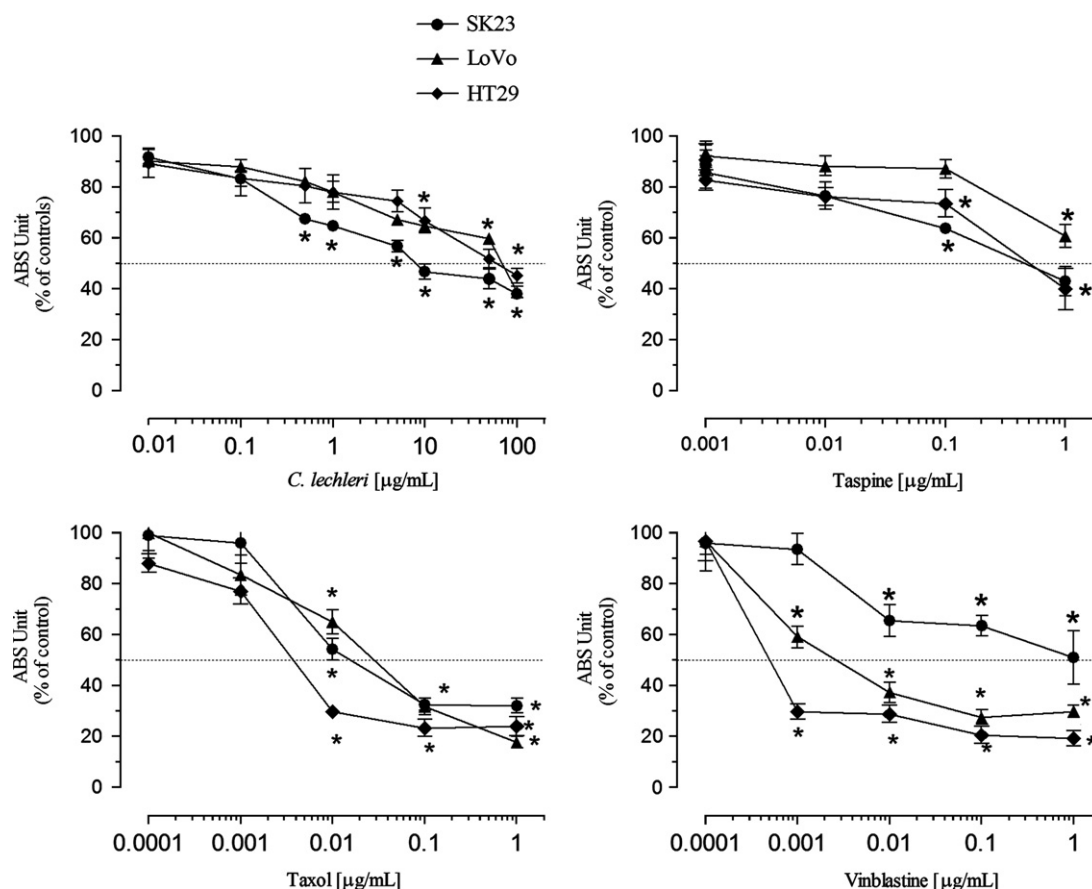 SK23
LoVo
HT29
ABS Unit
(% of controls)
100
80
60
40
20
0
* * * * * * * *
0.01 0.1 1 10 100
C. lechleri [µg/mL]
ABS Unit
(% of control)
100
80
60
40
20
0
* * * *
0.001 0.01 0.1 1
Taspine [µg/mL]
ABS Unit
(% of control)
100
80
60
40
20
0
* * * * * * * *
0.0001 0.001 0.01 0.1 1
Taxol [µg/mL]
ABS Unit
(% of control)
100
80
60
40
20
0
* * * * * * * * * * *
0.0001 0.001 0.01 0.1 1
Vinblastine [µg/mL]